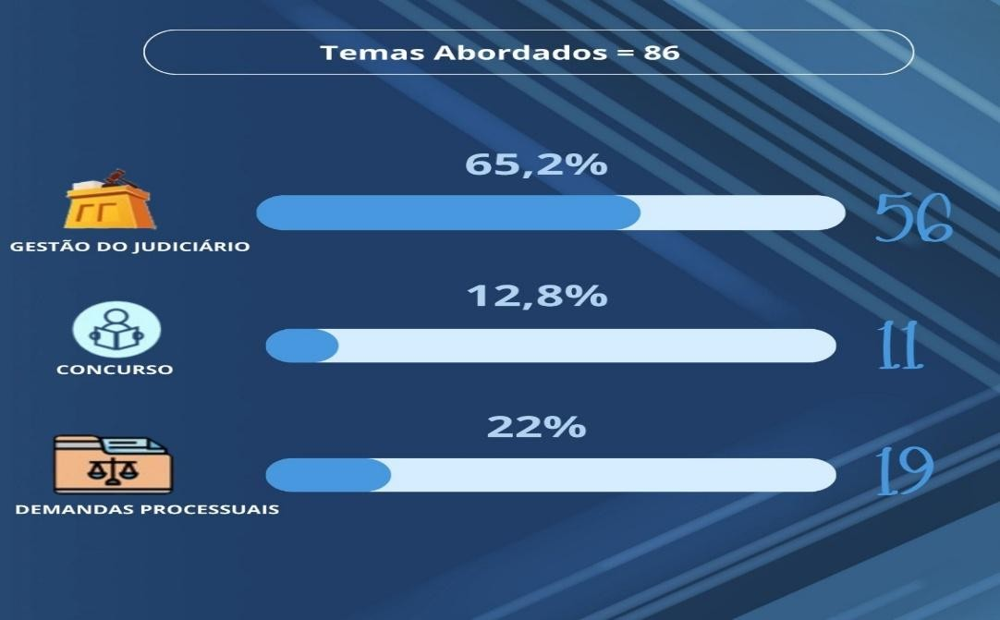 Temas Abordados = 86
65,2%
56
GESTÃO DO JUDICIÁRIO
12,8%
11
CONCURSO
22%
19
DEMANDAS PROCESSUAIS